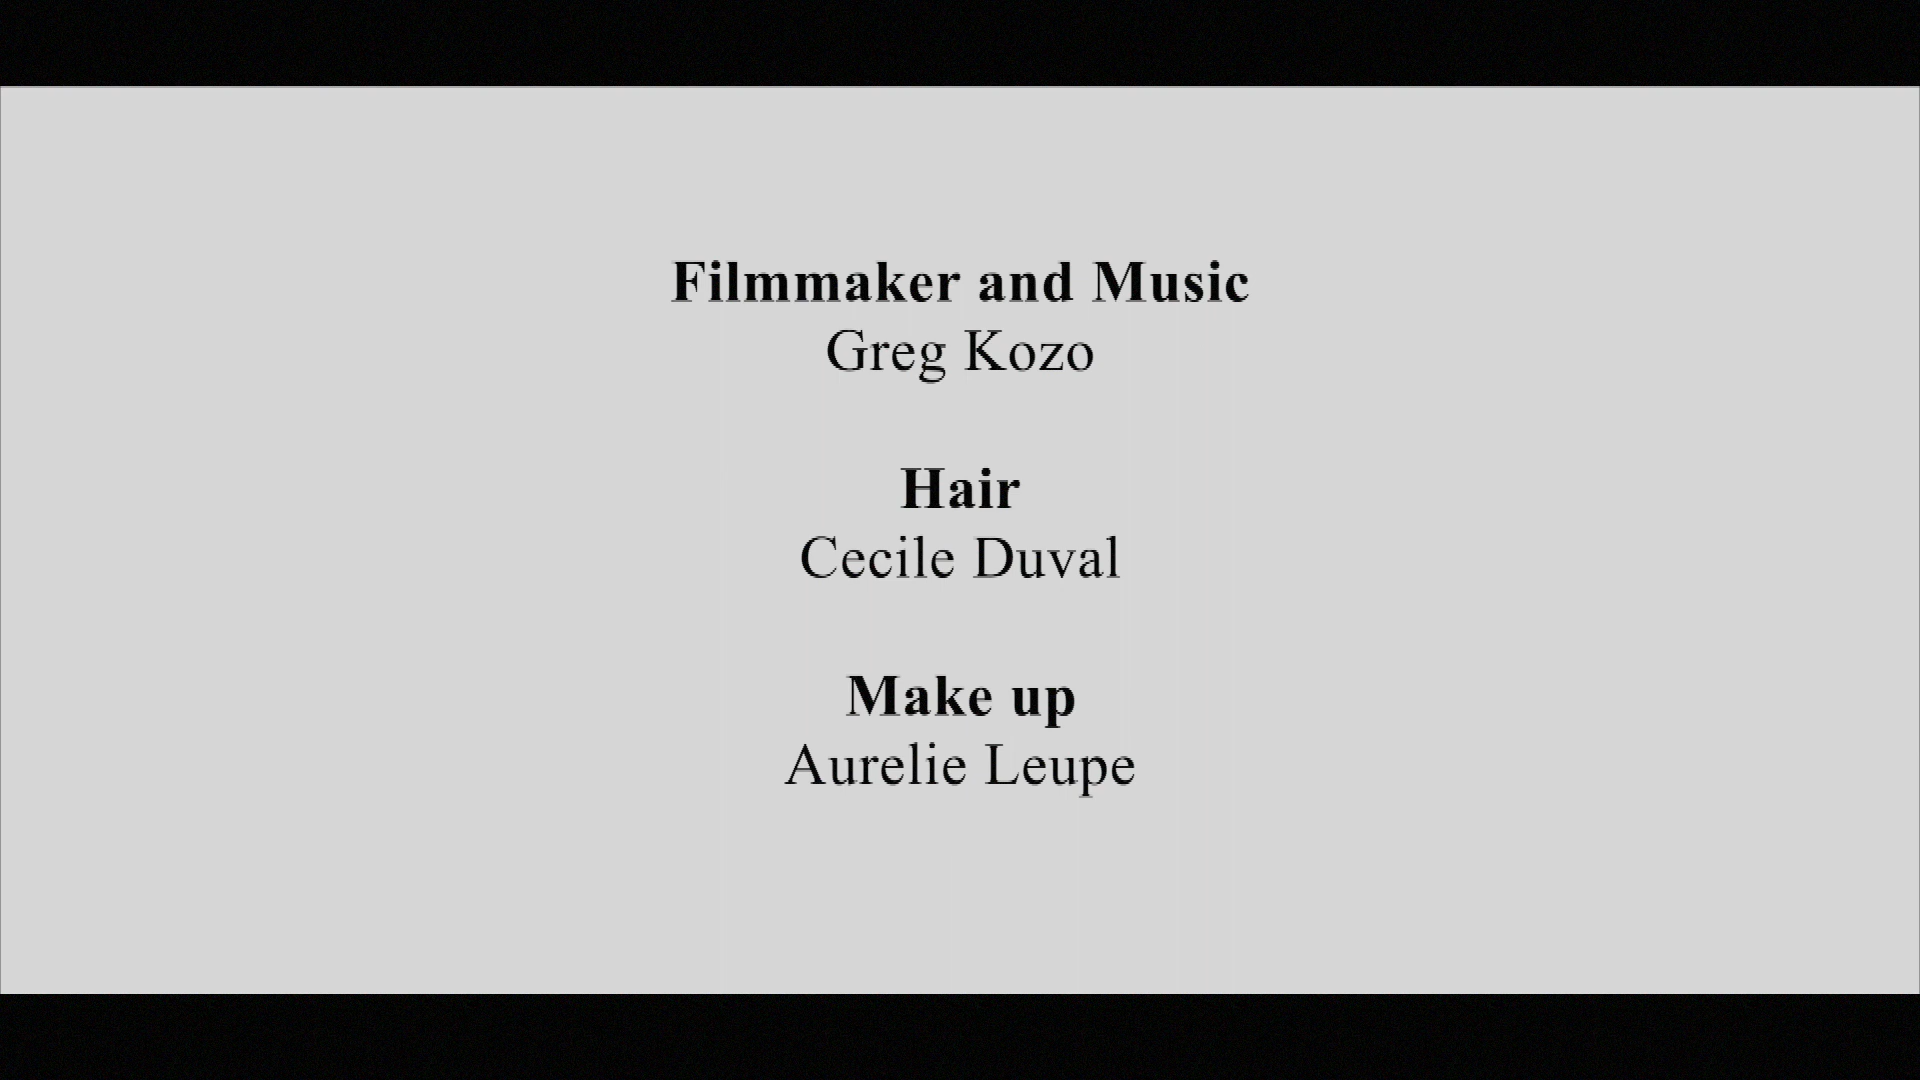 Filmmaker and Music
Greg Kozo
Hair
Cecile Duval
Make up
Aurelie Leupe